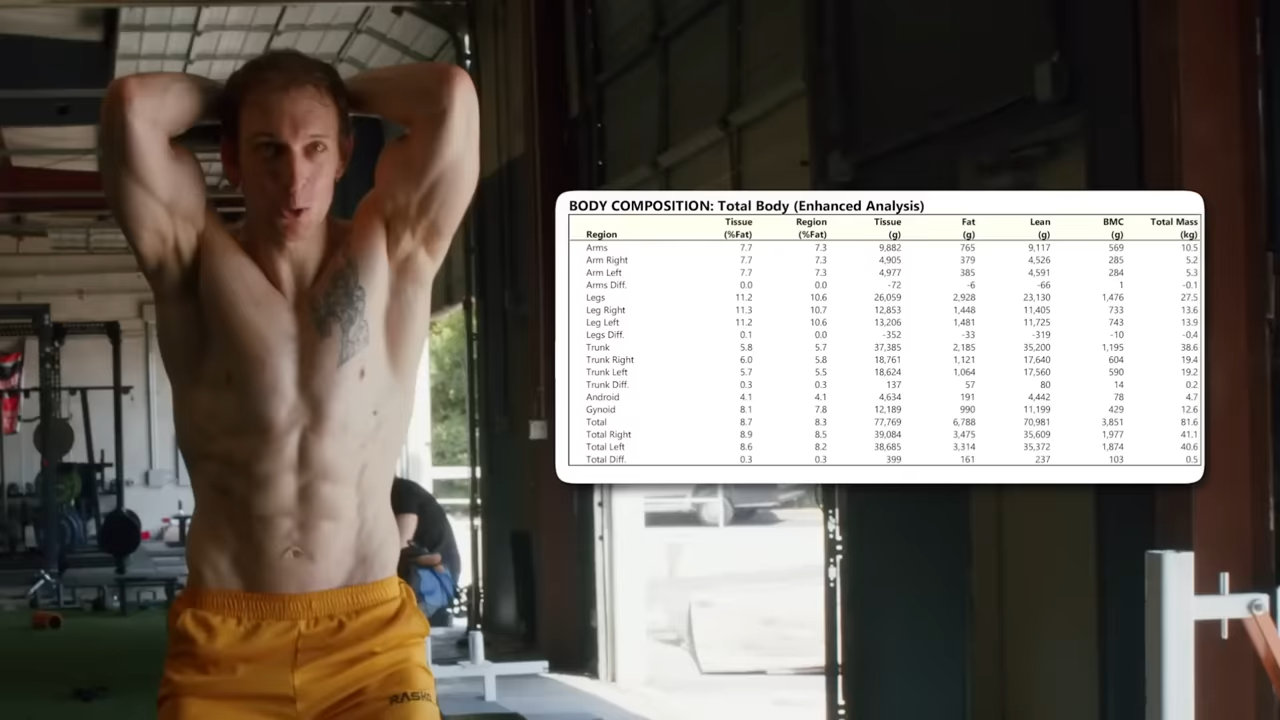 BODY COMPOSITION: Total Body (Enhanced Analysis)
Tissue Region Tissue Fat Lean BMC Total Mass
Region (%Fat) (%Fat) (g) (g) (g) (g) (kg)
Arms 7.7 7.3 9,882 765 9,117 569 10.5
Arm Right 7.7 7.3 4,905 379 4,526 285 5.2
Arm Left 7.7 7.3 4,977 385 4,591 284 5.3
Arms Diff. 0.0 0.0 -72 -6 -66 1 -0.1
Legs 11.2 10.6 26,059 2,928 23,130 1,476 27.5
Leg Right 11.3 10.7 12,853 1,448 11,405 733 13.6
Leg Left 11.2 10.6 13,206 1,481 11,725 743 13.9
Legs Diff. 0.1 0.0 -352 -33 -319 -10 -0.4
Trunk 5.8 5.7 37,385 2,185 35,200 1,195 38.6
Trunk Right 6.0 5.8 18,761 1,121 17,640 604 19.4
Trunk Left 5.7 5.5 18,624 1,064 17,560 590 19.2
Trunk Diff. 0.3 0.3 137 57 80 14 0.2
Android 4.1 4.1 4,634 191 4,442 78 4.7
Gynoid 8.1 7.8 12,189 990 11,199 429 12.6
Total 8.7 8.3 77,769 6,788 70,981 3,851 81.6
Total Right 8.9 8.5 39,084 3,475 35,609 1,977 41.1
Total Left 8.6 8.2 38,685 3,314 35,372 1,874 40.6
Total Diff. 0.3 0.3 399 161 237 103 0.5